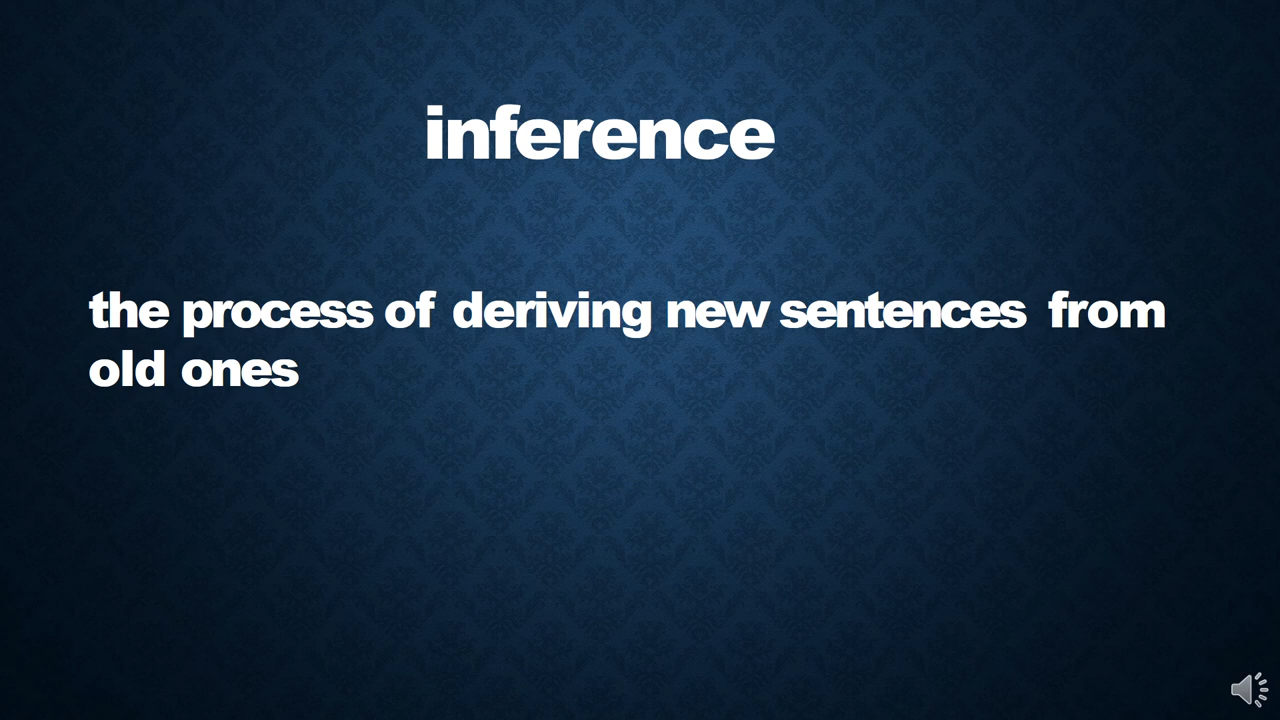 inference
the process of deriving new sentences from
old ones